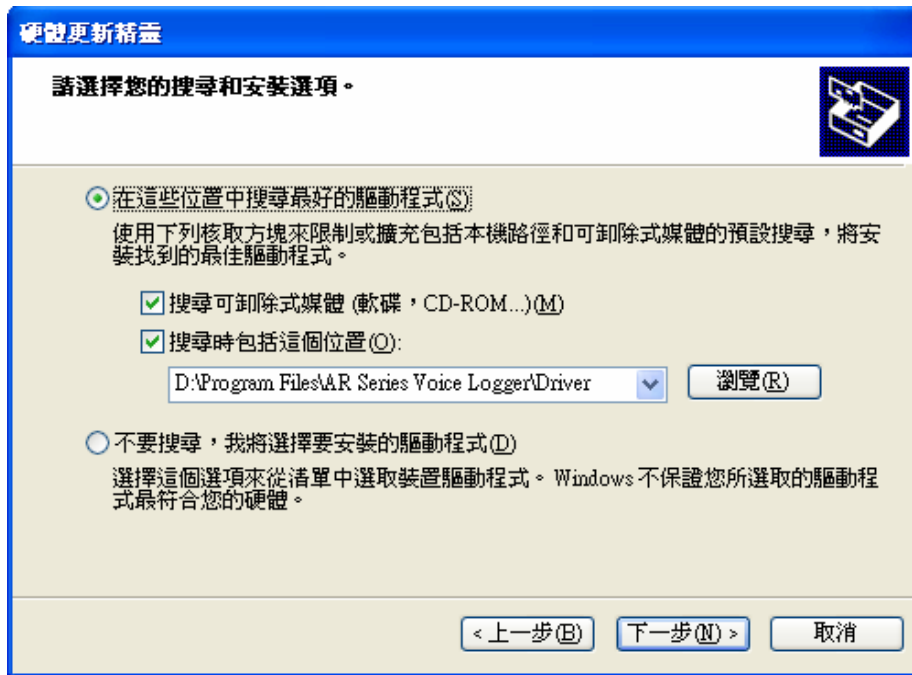 硬體更新精靈
請選擇您的搜尋和安裝選項。
在這些位置中搜尋最好的驅動程式(S)
使用下列核取方塊來限制或擴充包括本機路徑和可卸除式媒體的預設搜尋，將安
裝找到的最佳驅動程式。
搜尋可卸除式媒體 (軟碟，CD-ROM...)(M)
搜尋時包括這個位置(O):
D:\Program Files\AR Series Voice Logger\Driver
瀏覽(R)
不要搜尋，我將選擇要安裝的驅動程式(D)
選擇這個選項來從清單中選取裝置驅動程式。Windows 不保證您所選取的驅動程
式最符合您的硬體。
< 上一步(B) 下一步(N) > 取消